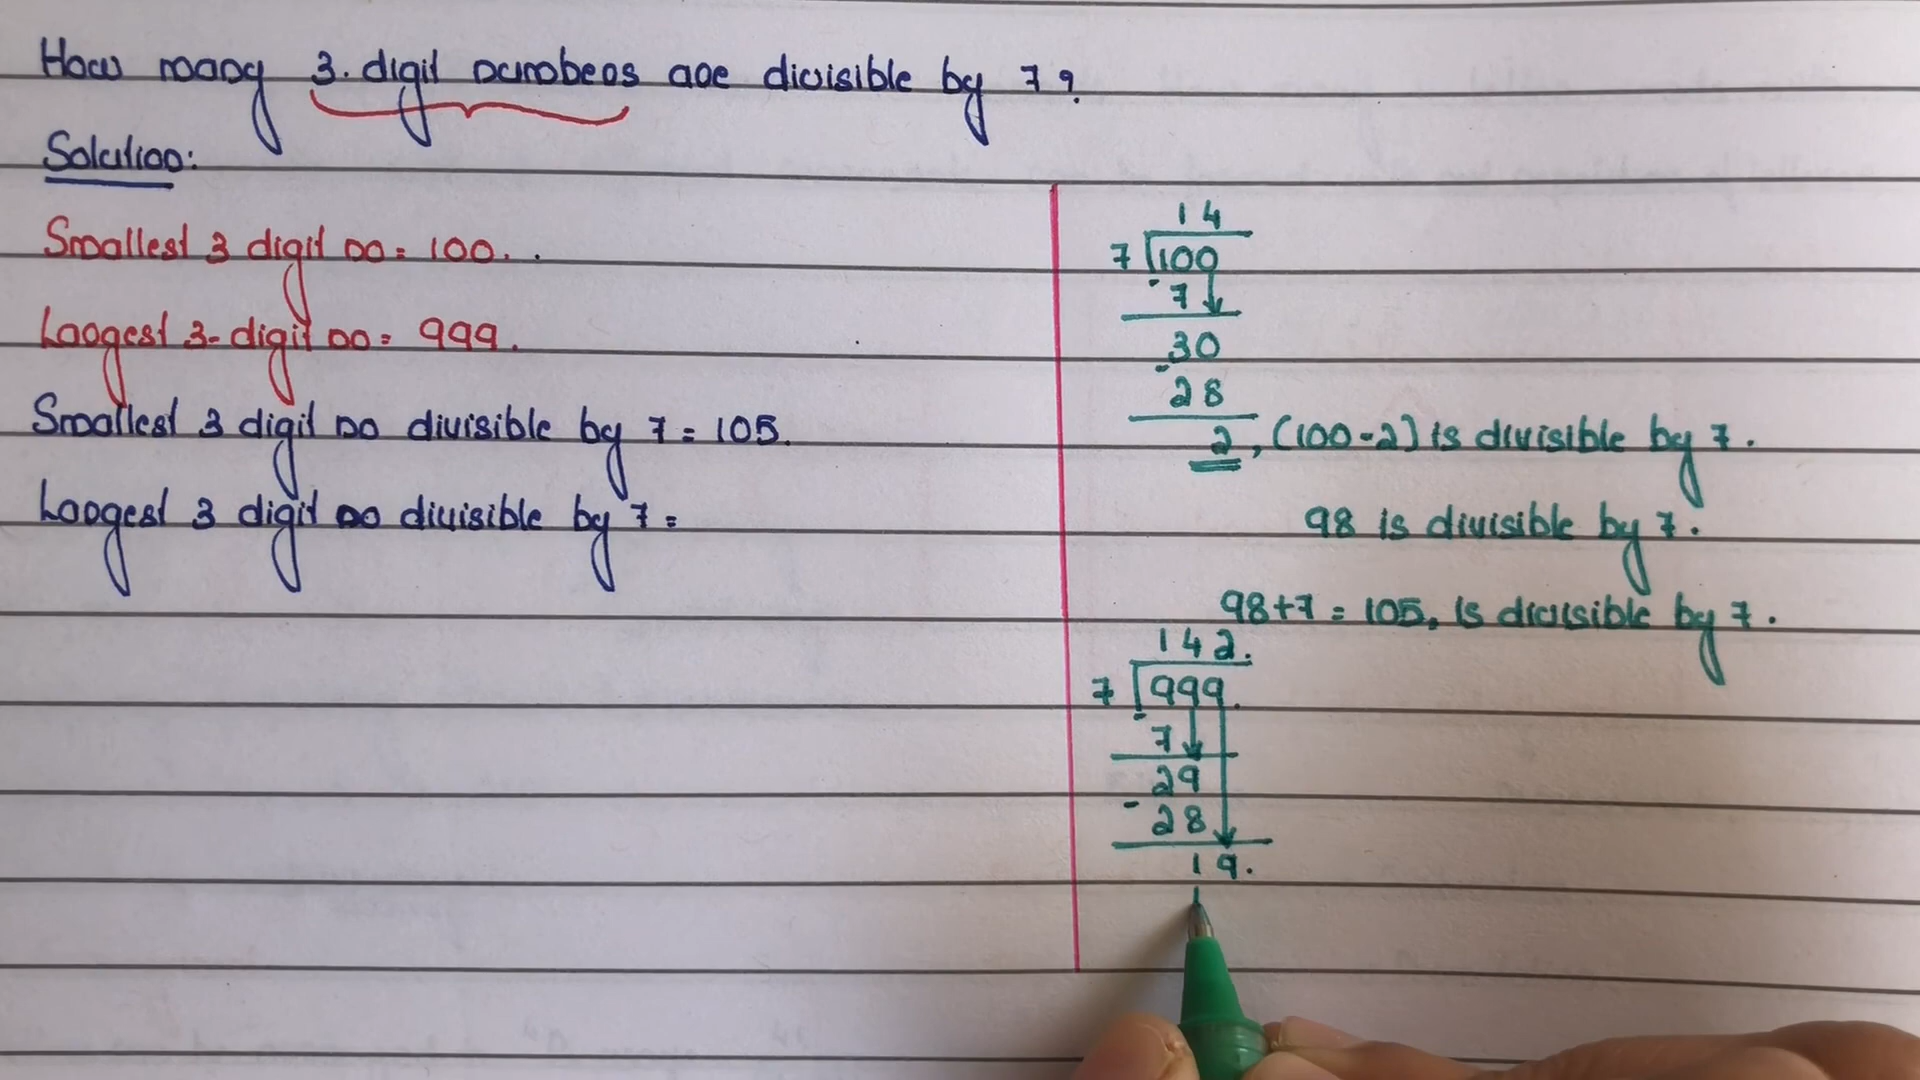 How many 3-digit numbers are divisible by 7?
Solution:
Smallest 3 digit no = 100.
Largest 3-digit no = 999.
Smallest 3 digit no divisible by 7 = 105.
Largest 3 digit no divisible by 7 =
14
7 100
- 7
30
- 28
2, (100-2) is divisible by 7.
98 is divisible by 7.
98+7 = 105, is divisible by 7.
142.
7 999.
- 7
29
- 28
19.
1